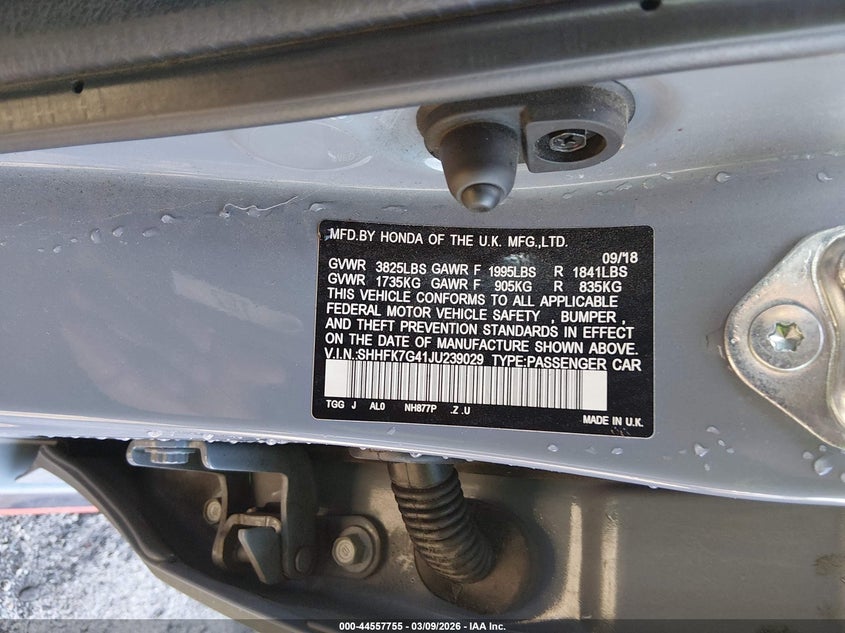 MFD.BY HONDA OF THE U.K. MFG.,LTD.
09/18
GVWR 3825LBS GAWR F 1995LBS R 1841LBS
GVWR 1735KG GAWR F 905KG R 835KG
THIS VEHICLE CONFORMS TO ALL APPLICABLE
FEDERAL MOTOR VEHICLE SAFETY , BUMPER ,
AND THEFT PREVENTION STANDARDS IN EFFECT
ON THE DATE OF MANUFACTURE SHOWN ABOVE.
V.I.N.:SHHFK7G41JU239029 TYPE:PASSENGER CAR
TGG J AL0 NH877P .Z .U
MADE IN U.K.
000-44557755 | 03/09/2026 | IAA Inc.